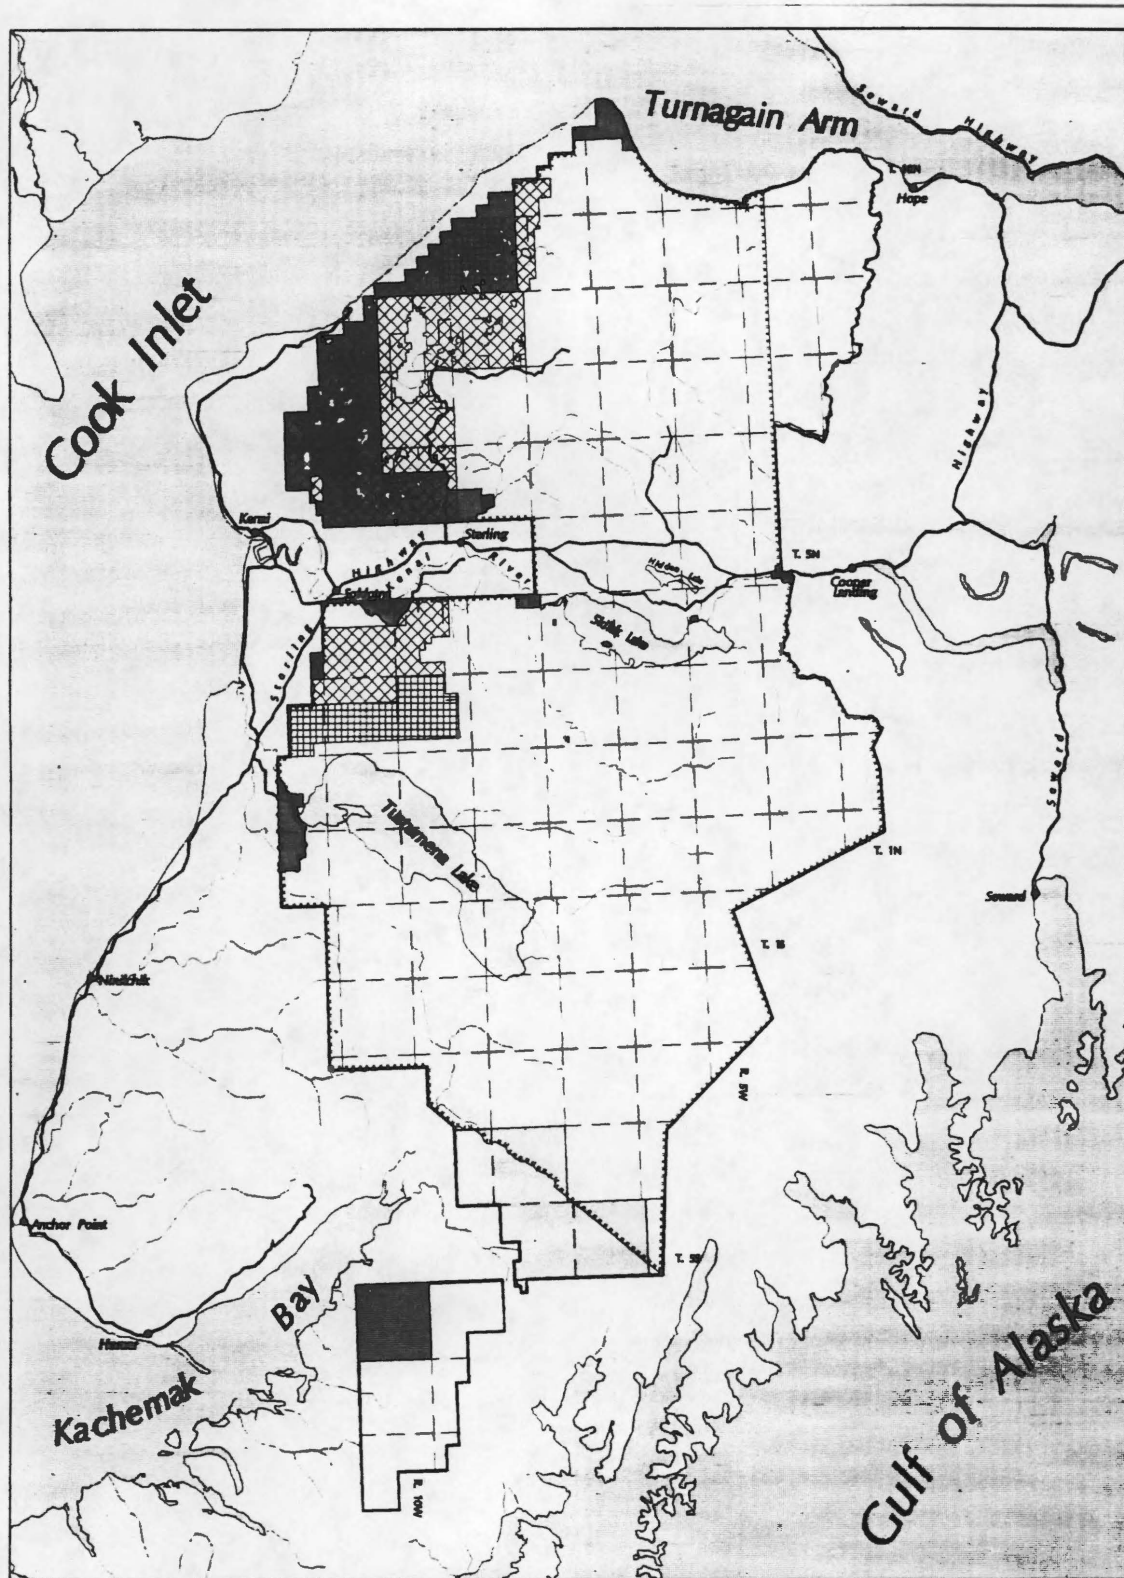 Turnagain Arm
Seward Highway
Hope
Cook Inlet
Highway
Kenai
Sterling
Highway
Kenai River
T. 5N
Cooper Landing
Hidden Lake
Soldotna
Skilak Lake
Sterling
Seward
Tustumena Lake
T. 1N
Seward
T. 1S
Ninilchik
R. 5W
Anchor Point
T. 5S
Bay
Homer
Kachemak
Gulf of Alaska
R. 10W